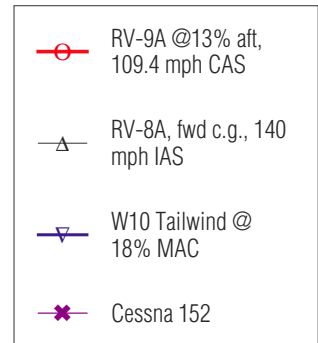 RV-9A @13% aft,
109.4 mph CAS
RV-8A, fwd c.g., 140
mph IAS
W10 Tailwind @
18% MAC
Cessna 152